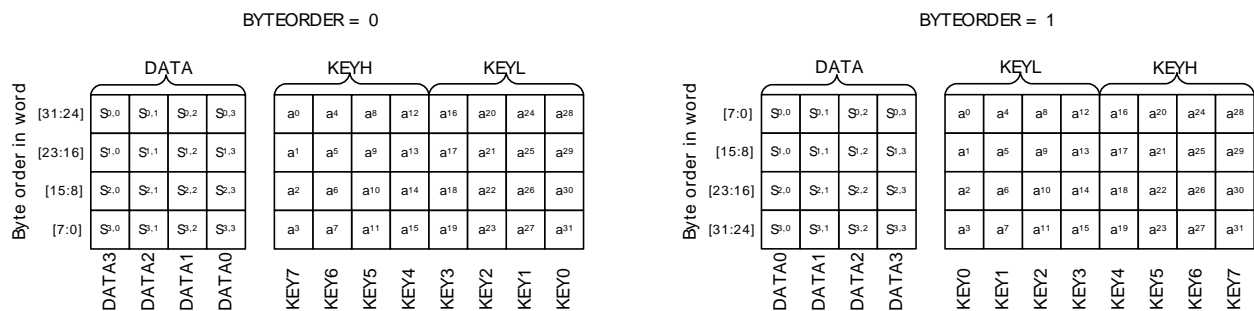 BYTEORDER = 0
BYTEORDER = 1
DATA KEYH KEYL
DATA KEYL KEYH
Byte order in word
[31:24] S0,0 S0,1 S0,2 S0,3 a0 a4 a8 a12 a16 a20 a24 a28
[23:16] S1,0 S1,1 S1,2 S1,3 a1 a5 a9 a13 a17 a21 a25 a29
[15:8] S2,0 S2,1 S2,2 S2,3 a2 a6 a10 a14 a18 a22 a26 a30
[7:0] S3,0 S3,1 S3,2 S3,3 a3 a7 a11 a15 a19 a23 a27 a31
DATA3 DATA2 DATA1 DATA0 KEY7 KEY6 KEY5 KEY4 KEY3 KEY2 KEY1 KEY0
Byte order in word
[7:0] S0,0 S0,1 S0,2 S0,3 a0 a4 a8 a12 a16 a20 a24 a28
[15:8] S1,0 S1,1 S1,2 S1,3 a1 a5 a9 a13 a17 a21 a25 a29
[23:16] S2,0 S2,1 S2,2 S2,3 a2 a6 a10 a14 a18 a22 a26 a30
[31:24] S3,0 S3,1 S3,2 S3,3 a3 a7 a11 a15 a19 a23 a27 a31
DATA0 DATA1 DATA2 DATA3 KEY0 KEY1 KEY2 KEY3 KEY4 KEY5 KEY6 KEY7